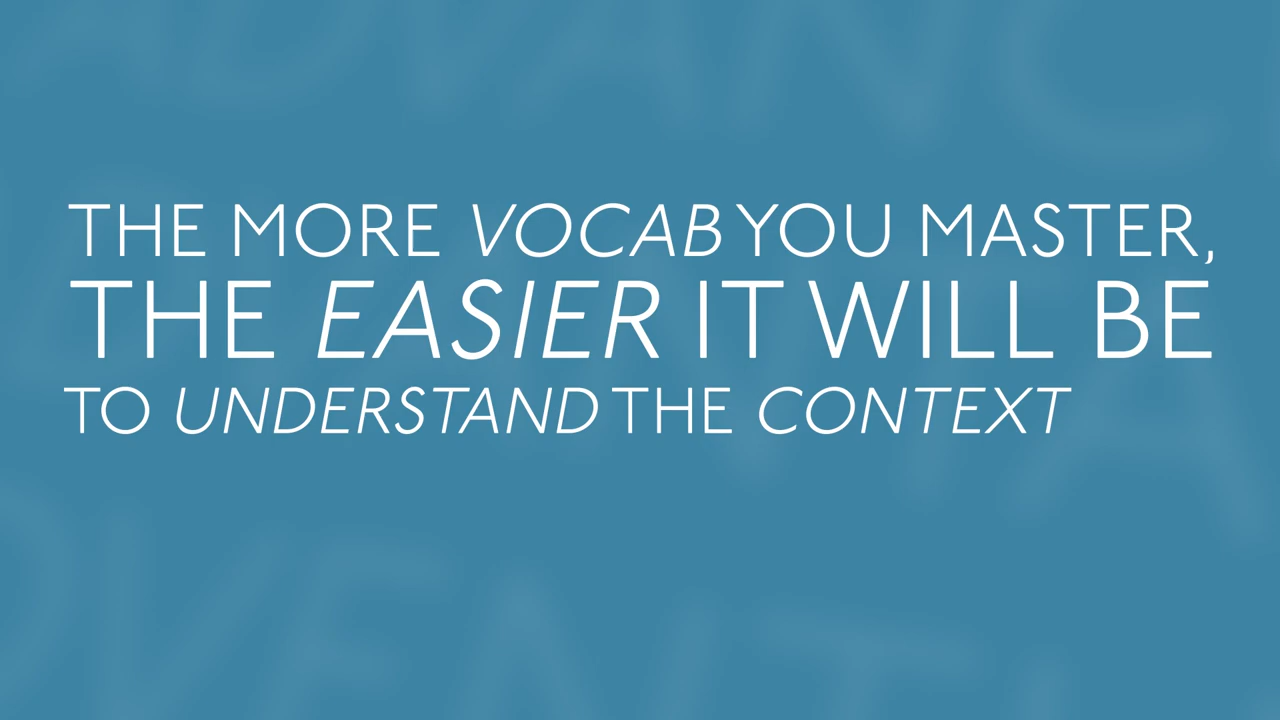 THE MORE VOCAB YOU MASTER,
THE EASIER IT WILL BE
TO UNDERSTAND THE CONTEXT